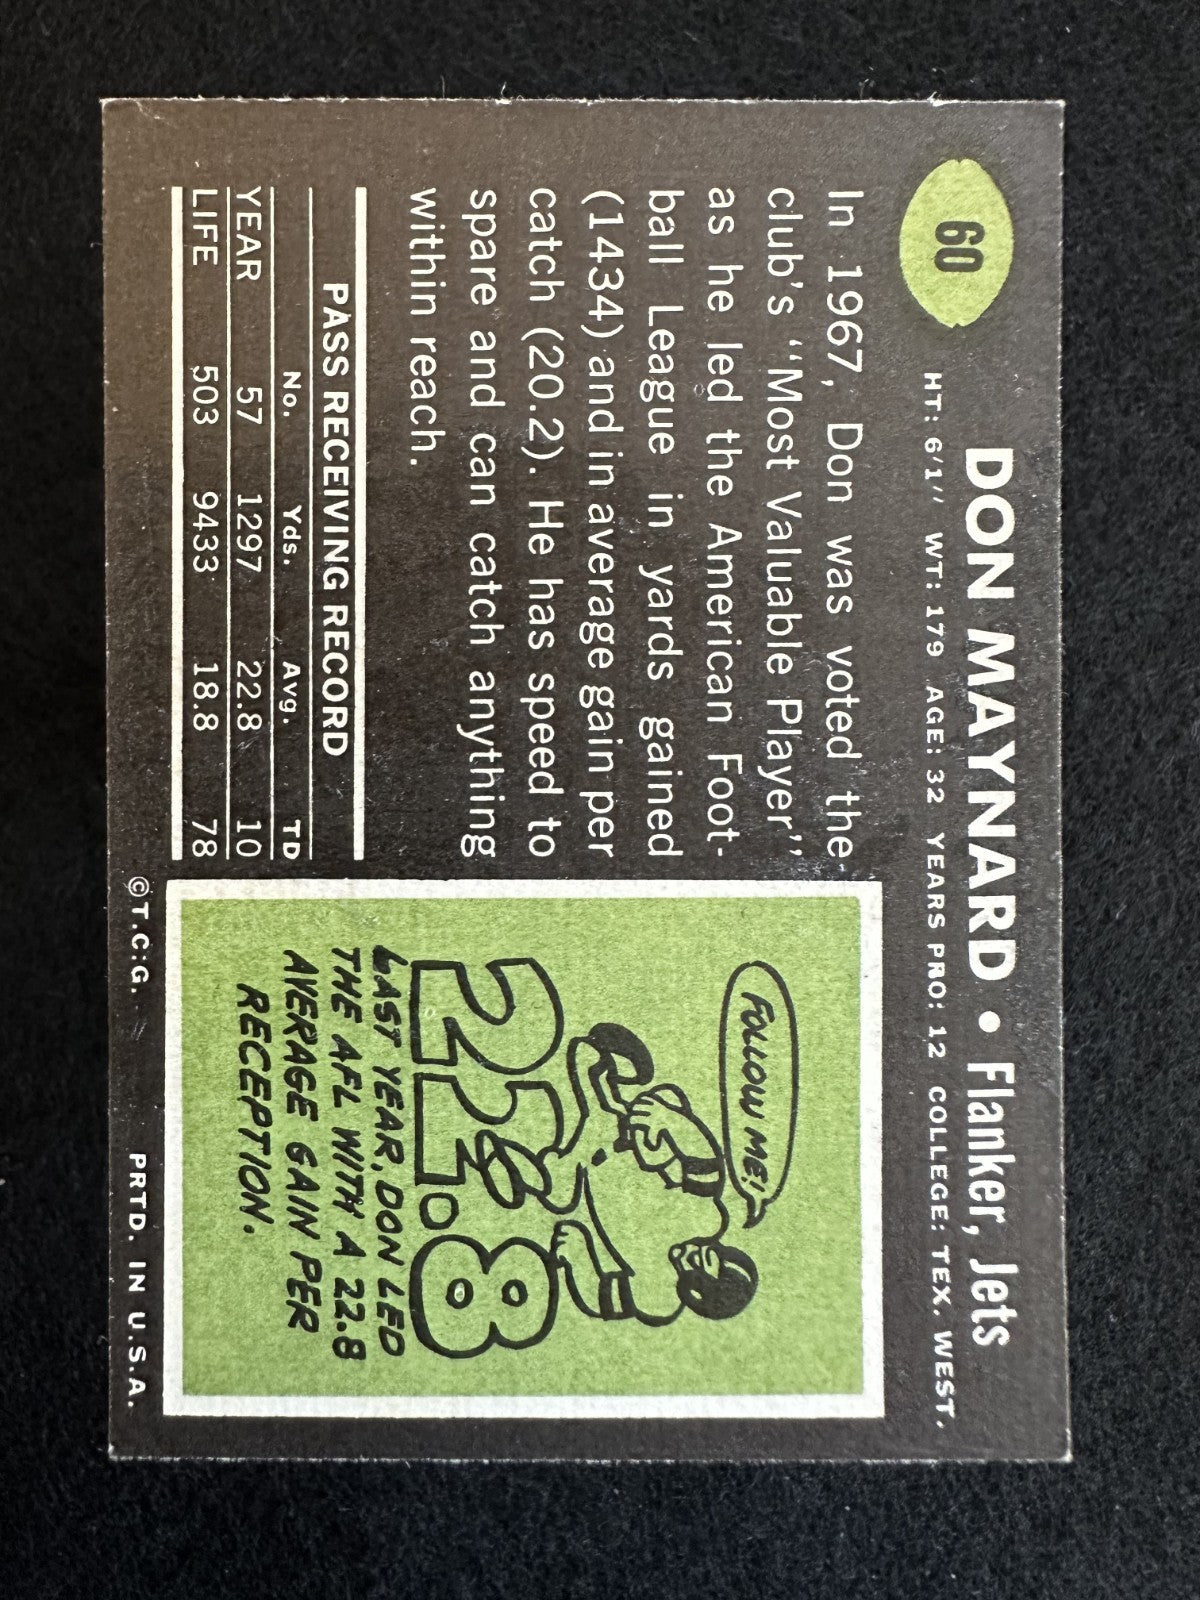 60
DON MAYNARD • Flanker, Jets
HT: 6'1'' WT: 179 AGE: 32 YEARS PRO: 12 COLLEGE: TEX. WEST.
In 1967, Don was voted the
club's ‘‘Most Valuable Player’’
as he led the American Foot-
ball League in yards gained
(1434) and in average gain per
catch (20.2). He has speed to
spare and can catch anything
within reach.
PASS RECEIVING RECORD
No. Yds. Avg. TD
YEAR 57 1297 22.8 10
LIFE 503 9433 18.8 78
FOLLOW ME!
22.8
LAST YEAR, DON LED
THE AFL WITH A 22.8
AVERAGE GAIN PER
RECEPTION.
©T.C.G. PRTD. IN U.S.A.